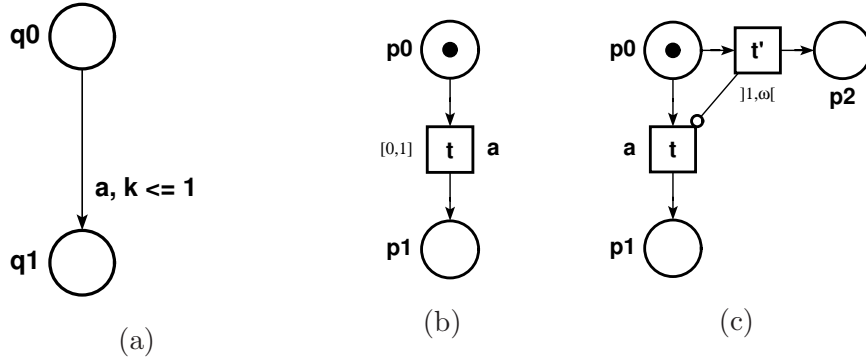 q0
a, k <= 1
q1
(a)
p0
[0,1]
t
a
p1
(b)
p0
t'
]1,ω[
p2
a
t
p1
(c)